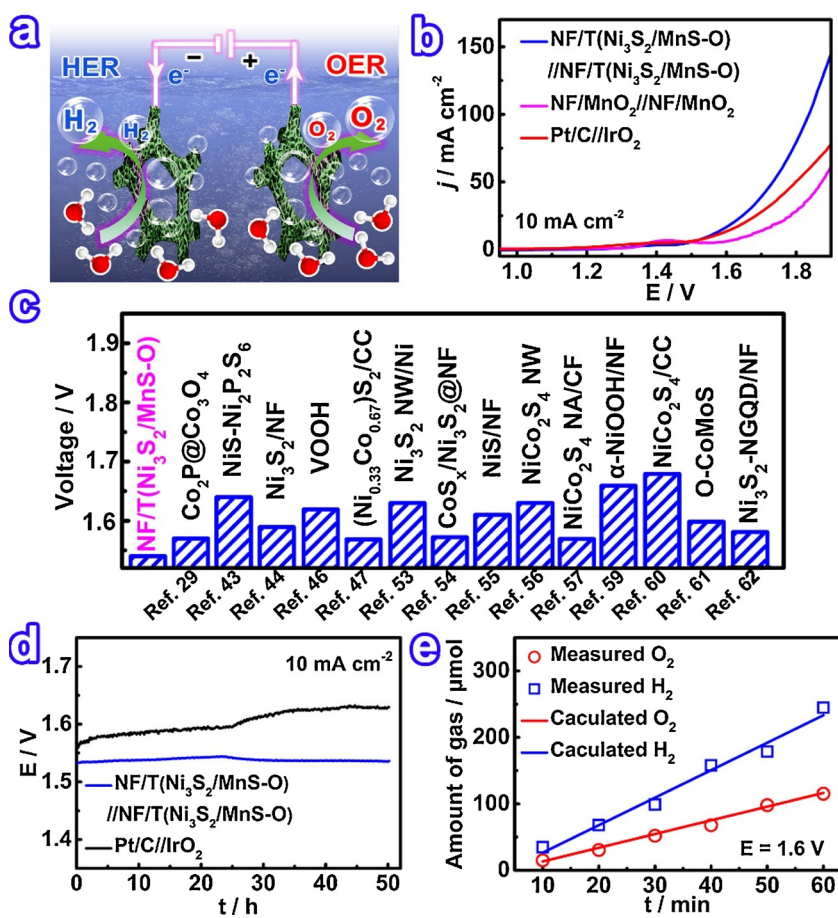 a
HER
OER
− +
e-
e-
H2
H2
O2
O2
b
150
100
50
0
j / mA cm-2
NF/T(Ni3S2/MnS-O)
//NF/T(Ni3S2/MnS-O)
NF/MnO2//NF/MnO2
Pt/C//IrO2
10 mA cm-2
1.0 1.2 1.4 1.6 1.8
E / V
c
1.9
1.8
1.7
1.6
Voltage / V
NF/T(Ni3S2/MnS-O)
Co2P@Co3O4
NiS-Ni2P2S6
Ni3S2/NF
VOOH
(Ni0.33Co0.67)S2/CC
Ni3S2 NW/Ni
CoSx/Ni3S2@NF
NiS/NF
NiCo2S4 NW
NiCo2S4 NA/CF
α-NiOOH/NF
NiCo2S4/CC
O-CoMoS
Ni3S2-NGQD/NF
Ref. 29
Ref. 43
Ref. 44
Ref. 46
Ref. 47
Ref. 53
Ref. 54
Ref. 55
Ref. 56
Ref. 57
Ref. 59
Ref. 60
Ref. 61
Ref. 62
d
10 mA cm-2
1.7
1.6
1.5
1.4
E / V
NF/T(Ni3S2/MnS-O)
//NF/T(Ni3S2/MnS-O)
Pt/C//IrO2
0 10 20 30 40 50
t / h
e
300
200
100
0
Amount of gas / μmol
Measured O2
Measured H2
Caculated O2
Caculated H2
E = 1.6 V
10 20 30 40 50 60
t / min